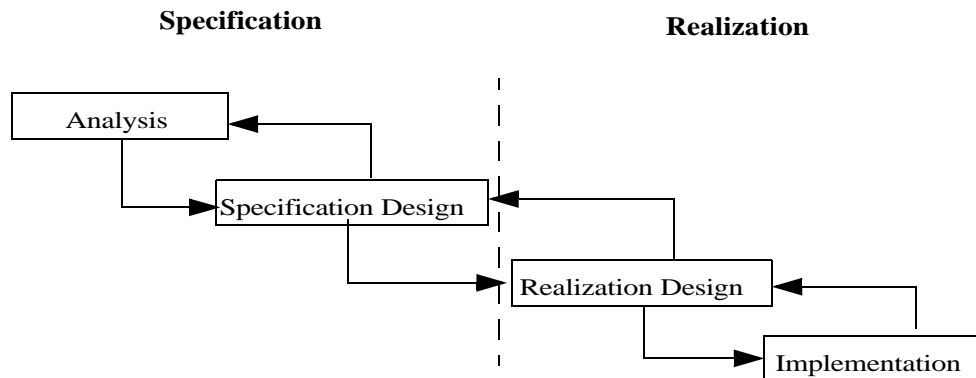 Specification
Realization
Analysis
Specification Design
Realization Design
Implementation